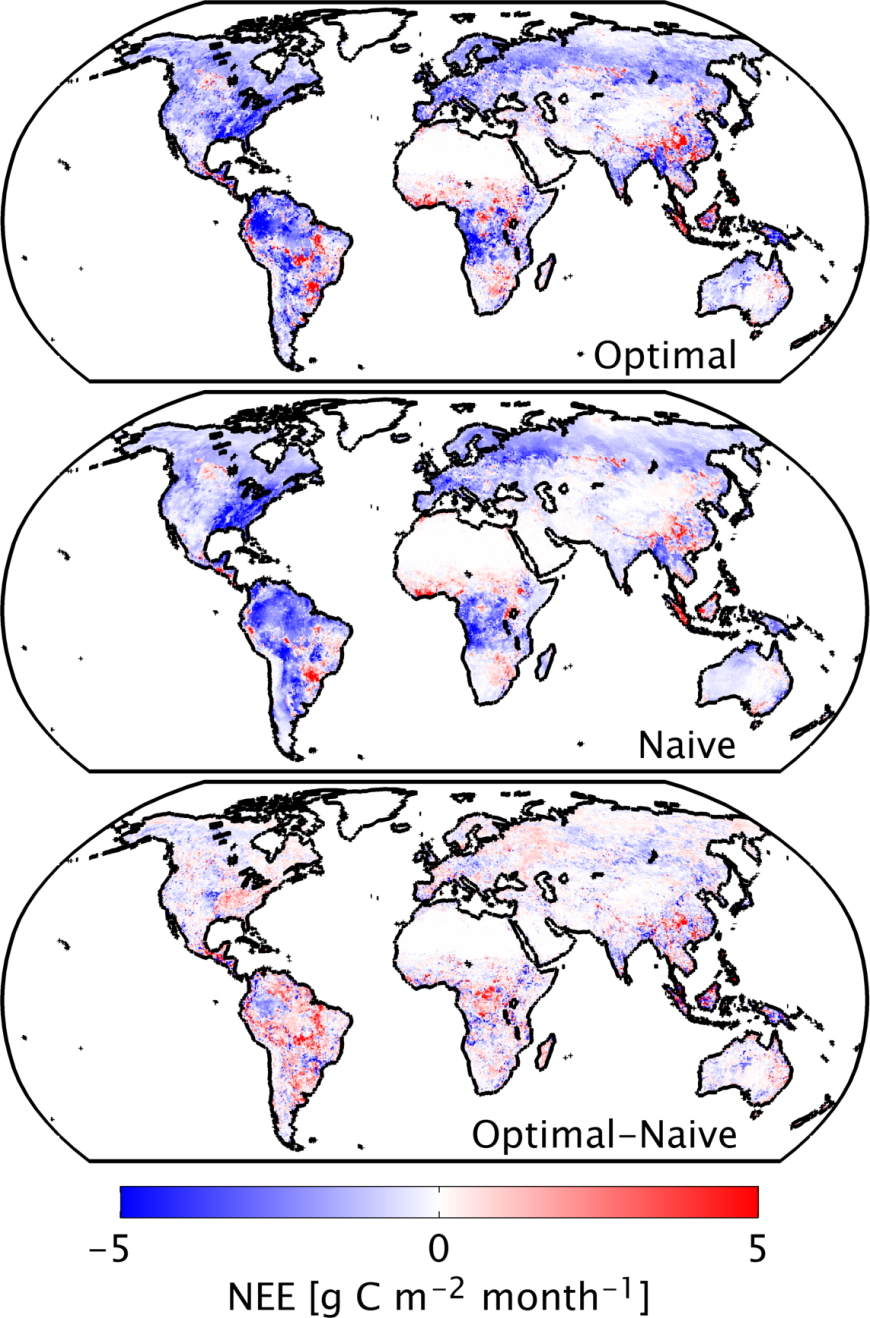 Optimal
Naive
Optimal–Naive
−5 0 5
NEE [g C m⁻² month⁻¹]